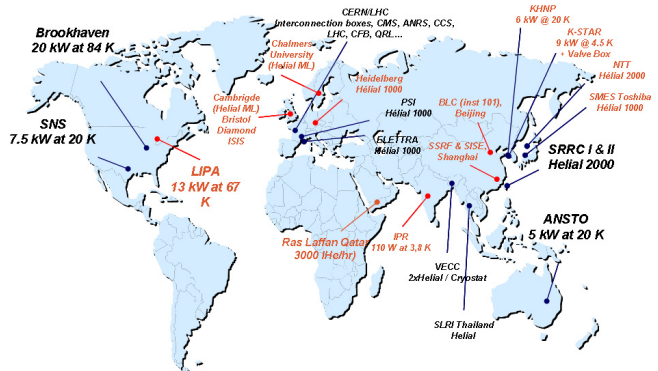 CERN/LHC
Interconnection boxes, CMS, ANRS, CCS,
LHC, CFB, QRL...
KHNP
6 kW @ 20 K
K-STAR
9 kW @ 4.5 K
+ Valve Box
Brookhaven
20 kW at 84 K
Chalmers
University
(Helial ML)
NTT
Hélial 2000
Heidelberg
Hélial 1000
Cambrigde
(Helial ML)
Bristol
Diamond
ISIS
PSI
Hélial 1000
BLC (inst 101),
Beijing
SIMES Toshiba
Hélial 1000
SNS
7.5 kW at 20 K
ELETTRA
Hélial 1000
SSRF & SISE,
Shanghai
SRRC I & II
Helial 2000
LIPA
13 kW at 67
K
Ras Laffan Qatar
3000 lHe/hr)
IPR
110 W at 3,8 K
ANSTO
5 kW at 20 K
VECC
2xHelial / Cryostat
SLRI Thailand
Helial